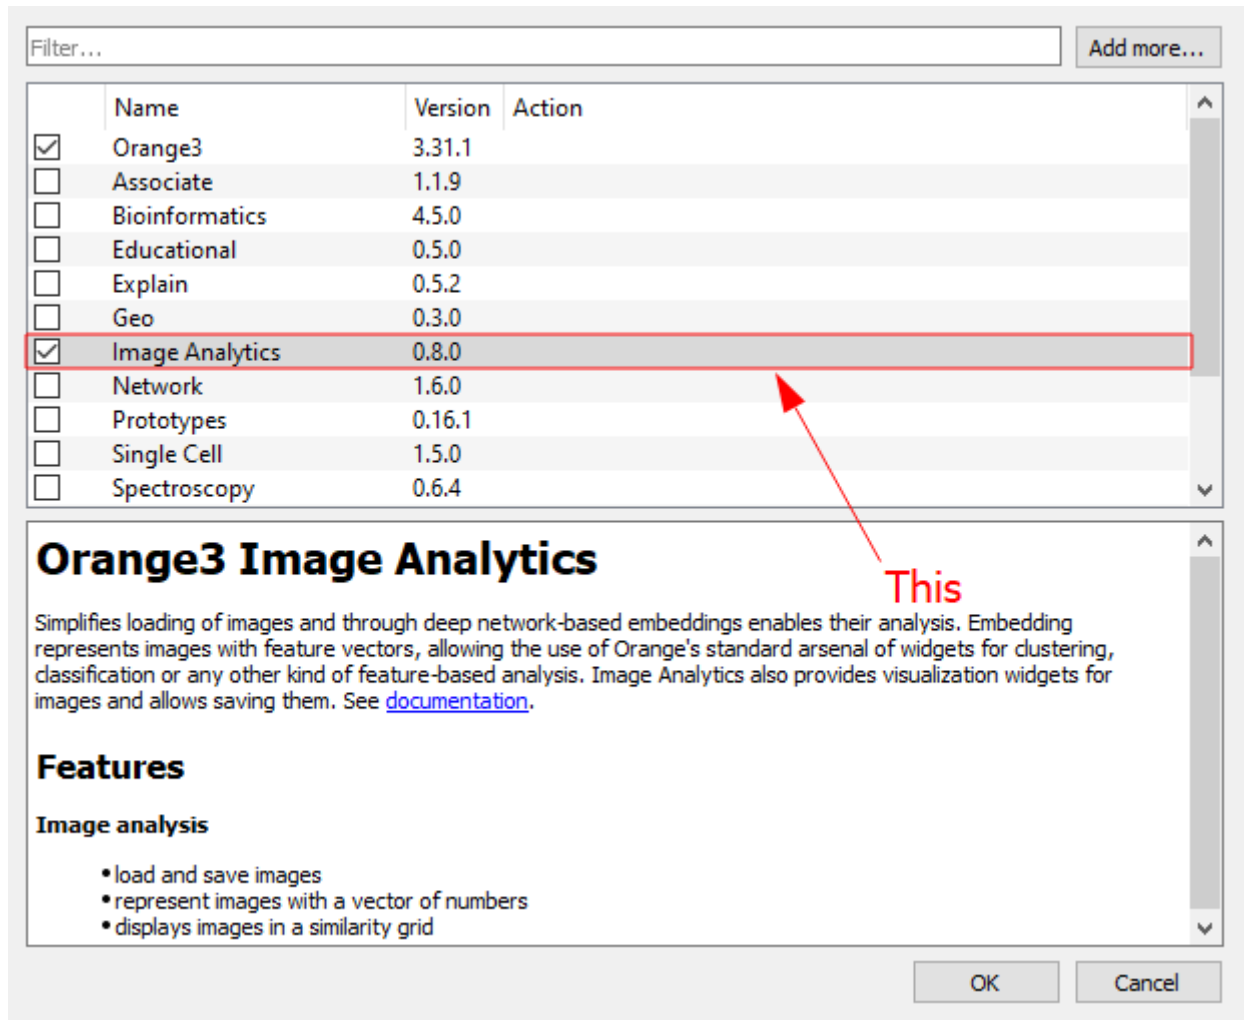 Filter...
Add more...
Name Version Action
Orange3 3.31.1
Associate 1.1.9
Bioinformatics 4.5.0
Educational 0.5.0
Explain 0.5.2
Geo 0.3.0
Image Analytics 0.8.0
Network 1.6.0
Prototypes 0.16.1
Single Cell 1.5.0
Spectroscopy 0.6.4
Orange3 Image Analytics
This
Simplifies loading of images and through deep network-based embeddings enables their analysis. Embedding
represents images with feature vectors, allowing the use of Orange's standard arsenal of widgets for clustering,
classification or any other kind of feature-based analysis. Image Analytics also provides visualization widgets for
images and allows saving them. See documentation.
Features
Image analysis
• load and save images
• represent images with a vector of numbers
• displays images in a similarity grid
OK
Cancel